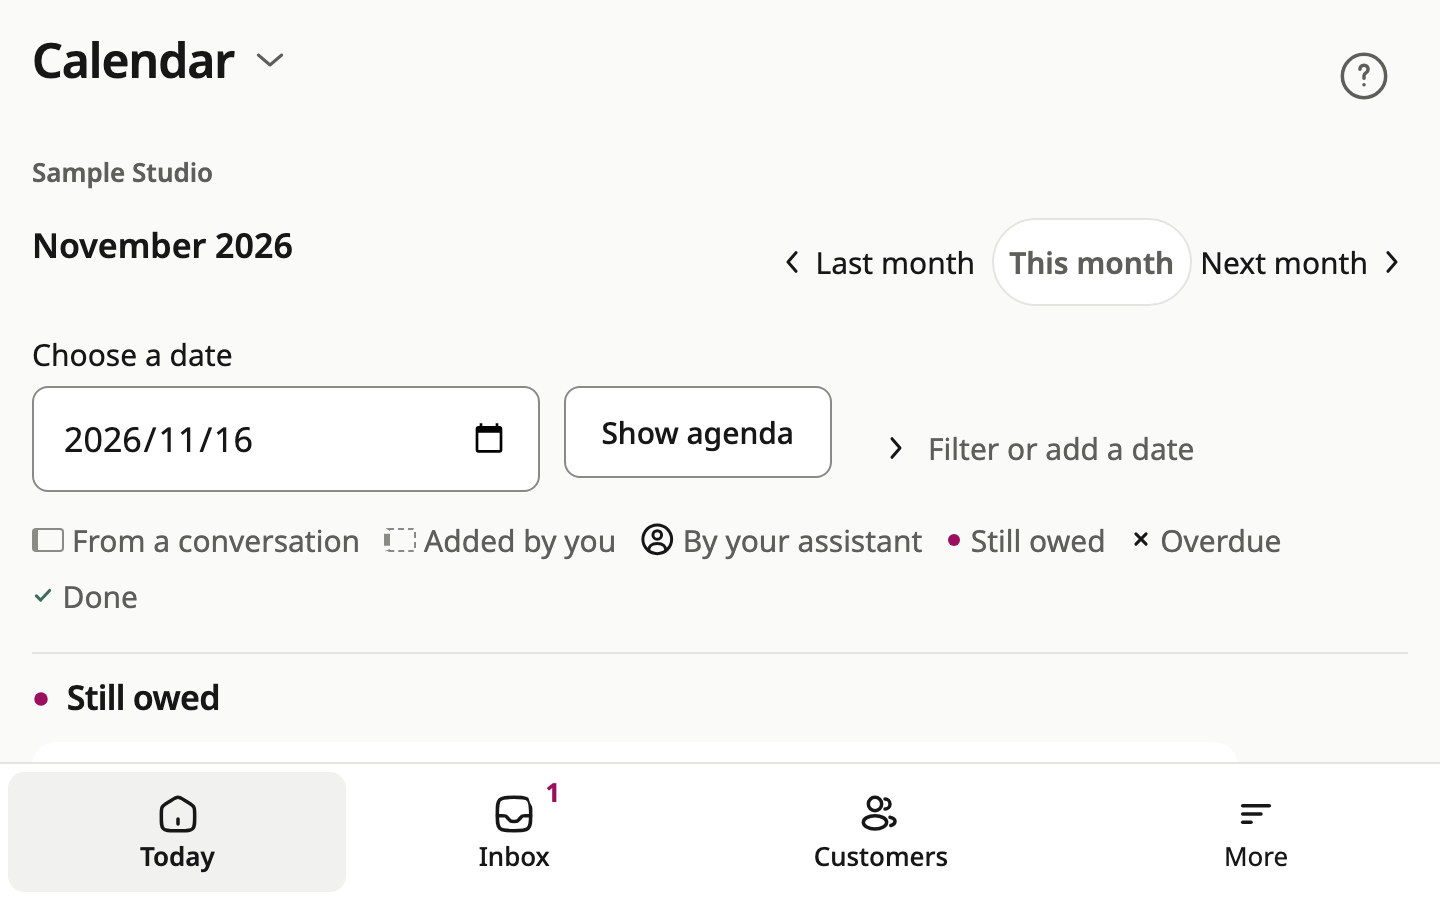 Calendar
Sample Studio
November 2026
Last month This month Next month
Choose a date
2026/11/16 Show agenda Filter or add a date
From a conversation Added by you By your assistant Still owed Overdue
Done
Still owed
1
Today Inbox Customers More